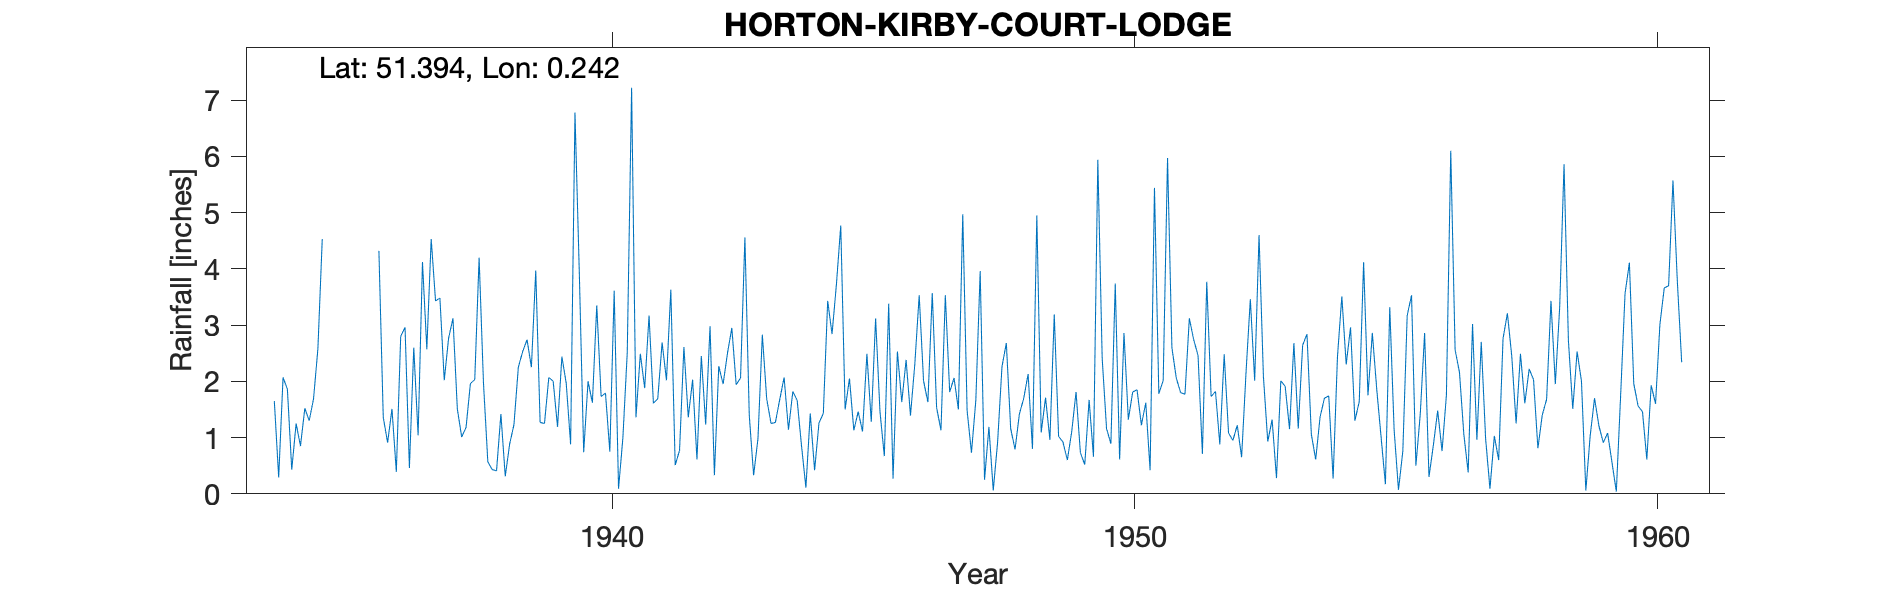 HORTON-KIRBY-COURT-LODGE
Lat: 51.394, Lon: 0.242
7
6
5
4
3
2
1
0
Rainfall [inches]
1940 1950 1960
Year